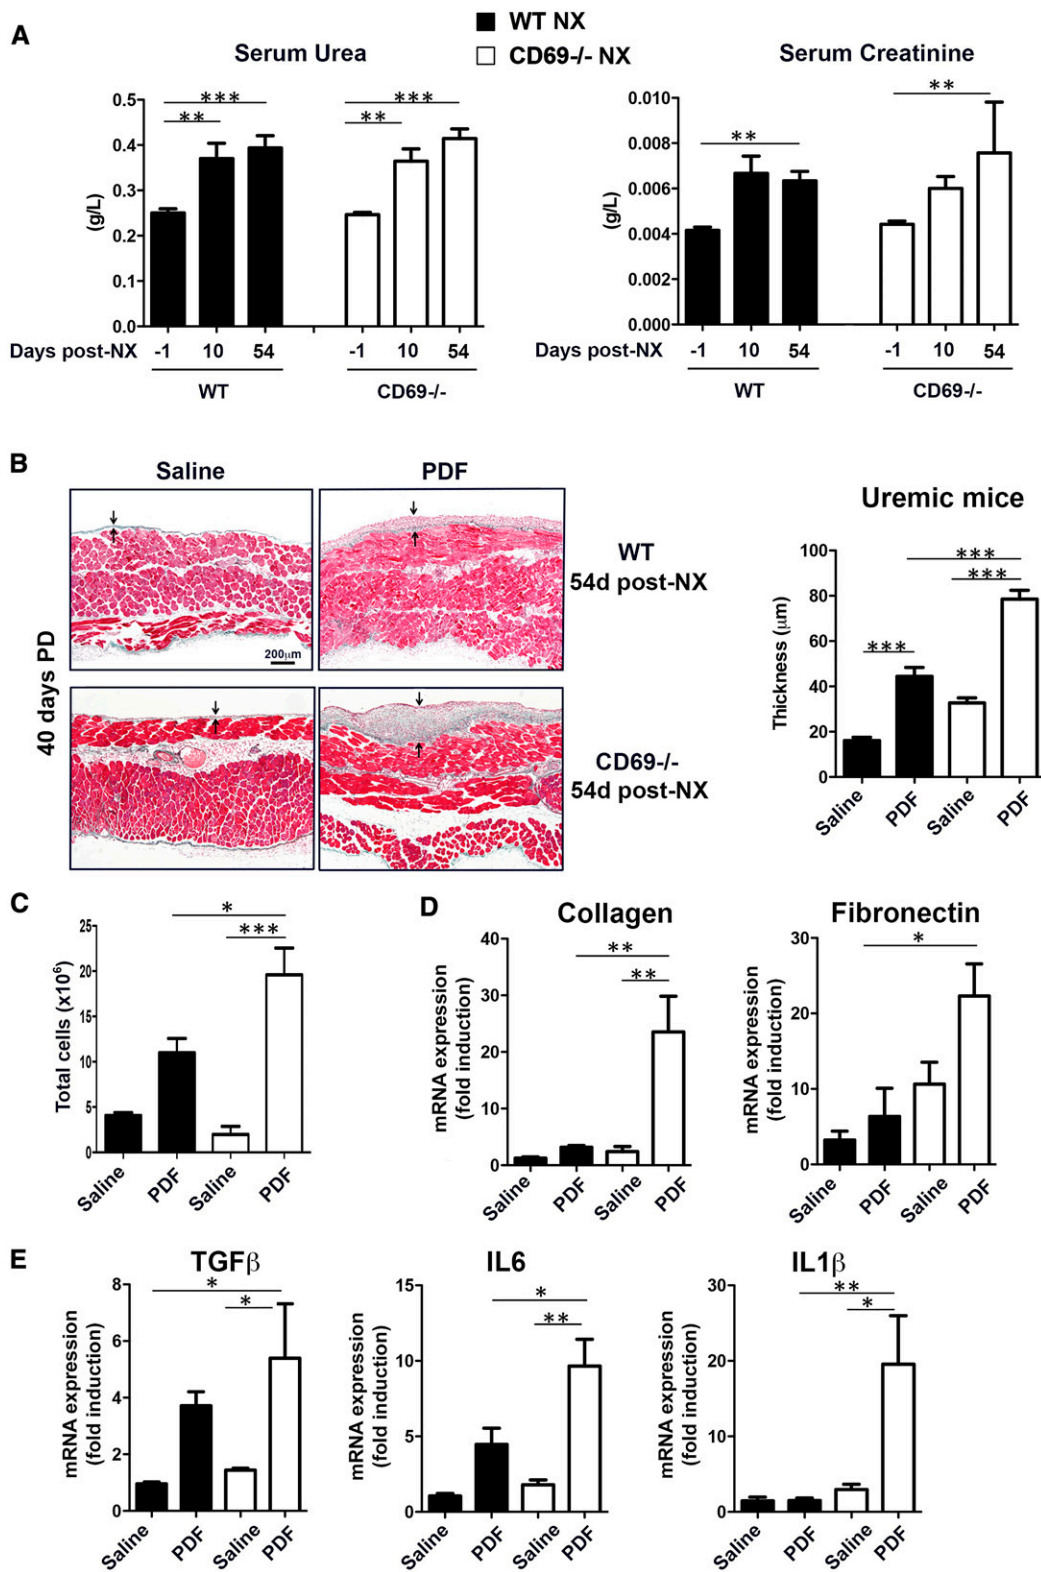 A
WT NX
CD69-/- NX
Serum Urea
Serum Creatinine
*** ** *** **
** **
0.5
0.4
0.3
0.2
0.1
0.0
(g/L)
0.010
0.008
0.006
0.004
0.002
0.000
(g/L)
Days post-NX -1 10 54 -1 10 54
WT CD69-/-
Days post-NX -1 10 54 -1 10 54
WT CD69-/-
B
Saline PDF
40 days PD
200μm
WT
54d post-NX
CD69-/-
54d post-NX
Uremic mice
Thickness (μm)
100
80
60
40
20
0
***
***
***
Saline PDF Saline PDF
C
Total cells (x10⁶)
25
20
15
10
5
0
*
***
Saline PDF Saline PDF
D
Collagen
mRNA expression
(fold induction)
40
30
20
10
0
**
**
Saline PDF Saline PDF
Fibronectin
mRNA expression
(fold induction)
30
20
10
0
*
Saline PDF Saline PDF
E
TGFβ
mRNA expression
(fold induction)
8
6
4
2
0
*
*
Saline PDF Saline PDF
IL6
mRNA expression
(fold induction)
15
10
5
0
*
**
Saline PDF Saline PDF
IL1β
mRNA expression
(fold induction)
30
20
10
0
**
*
Saline PDF Saline PDF